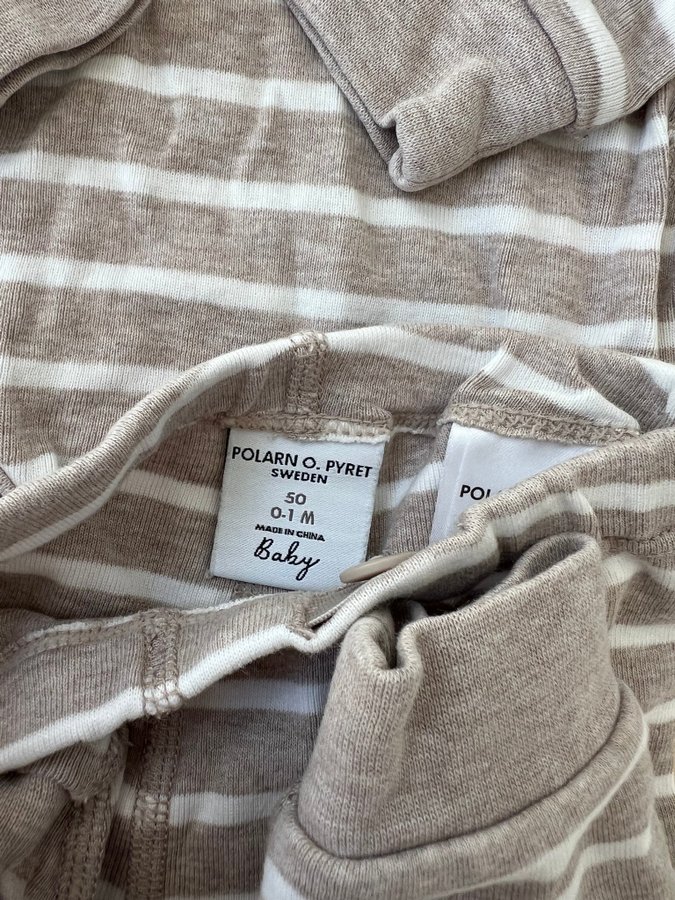 POLARN O. PYRET
SWEDEN
50
0-1 M
MADE IN CHINA
Baby
POL